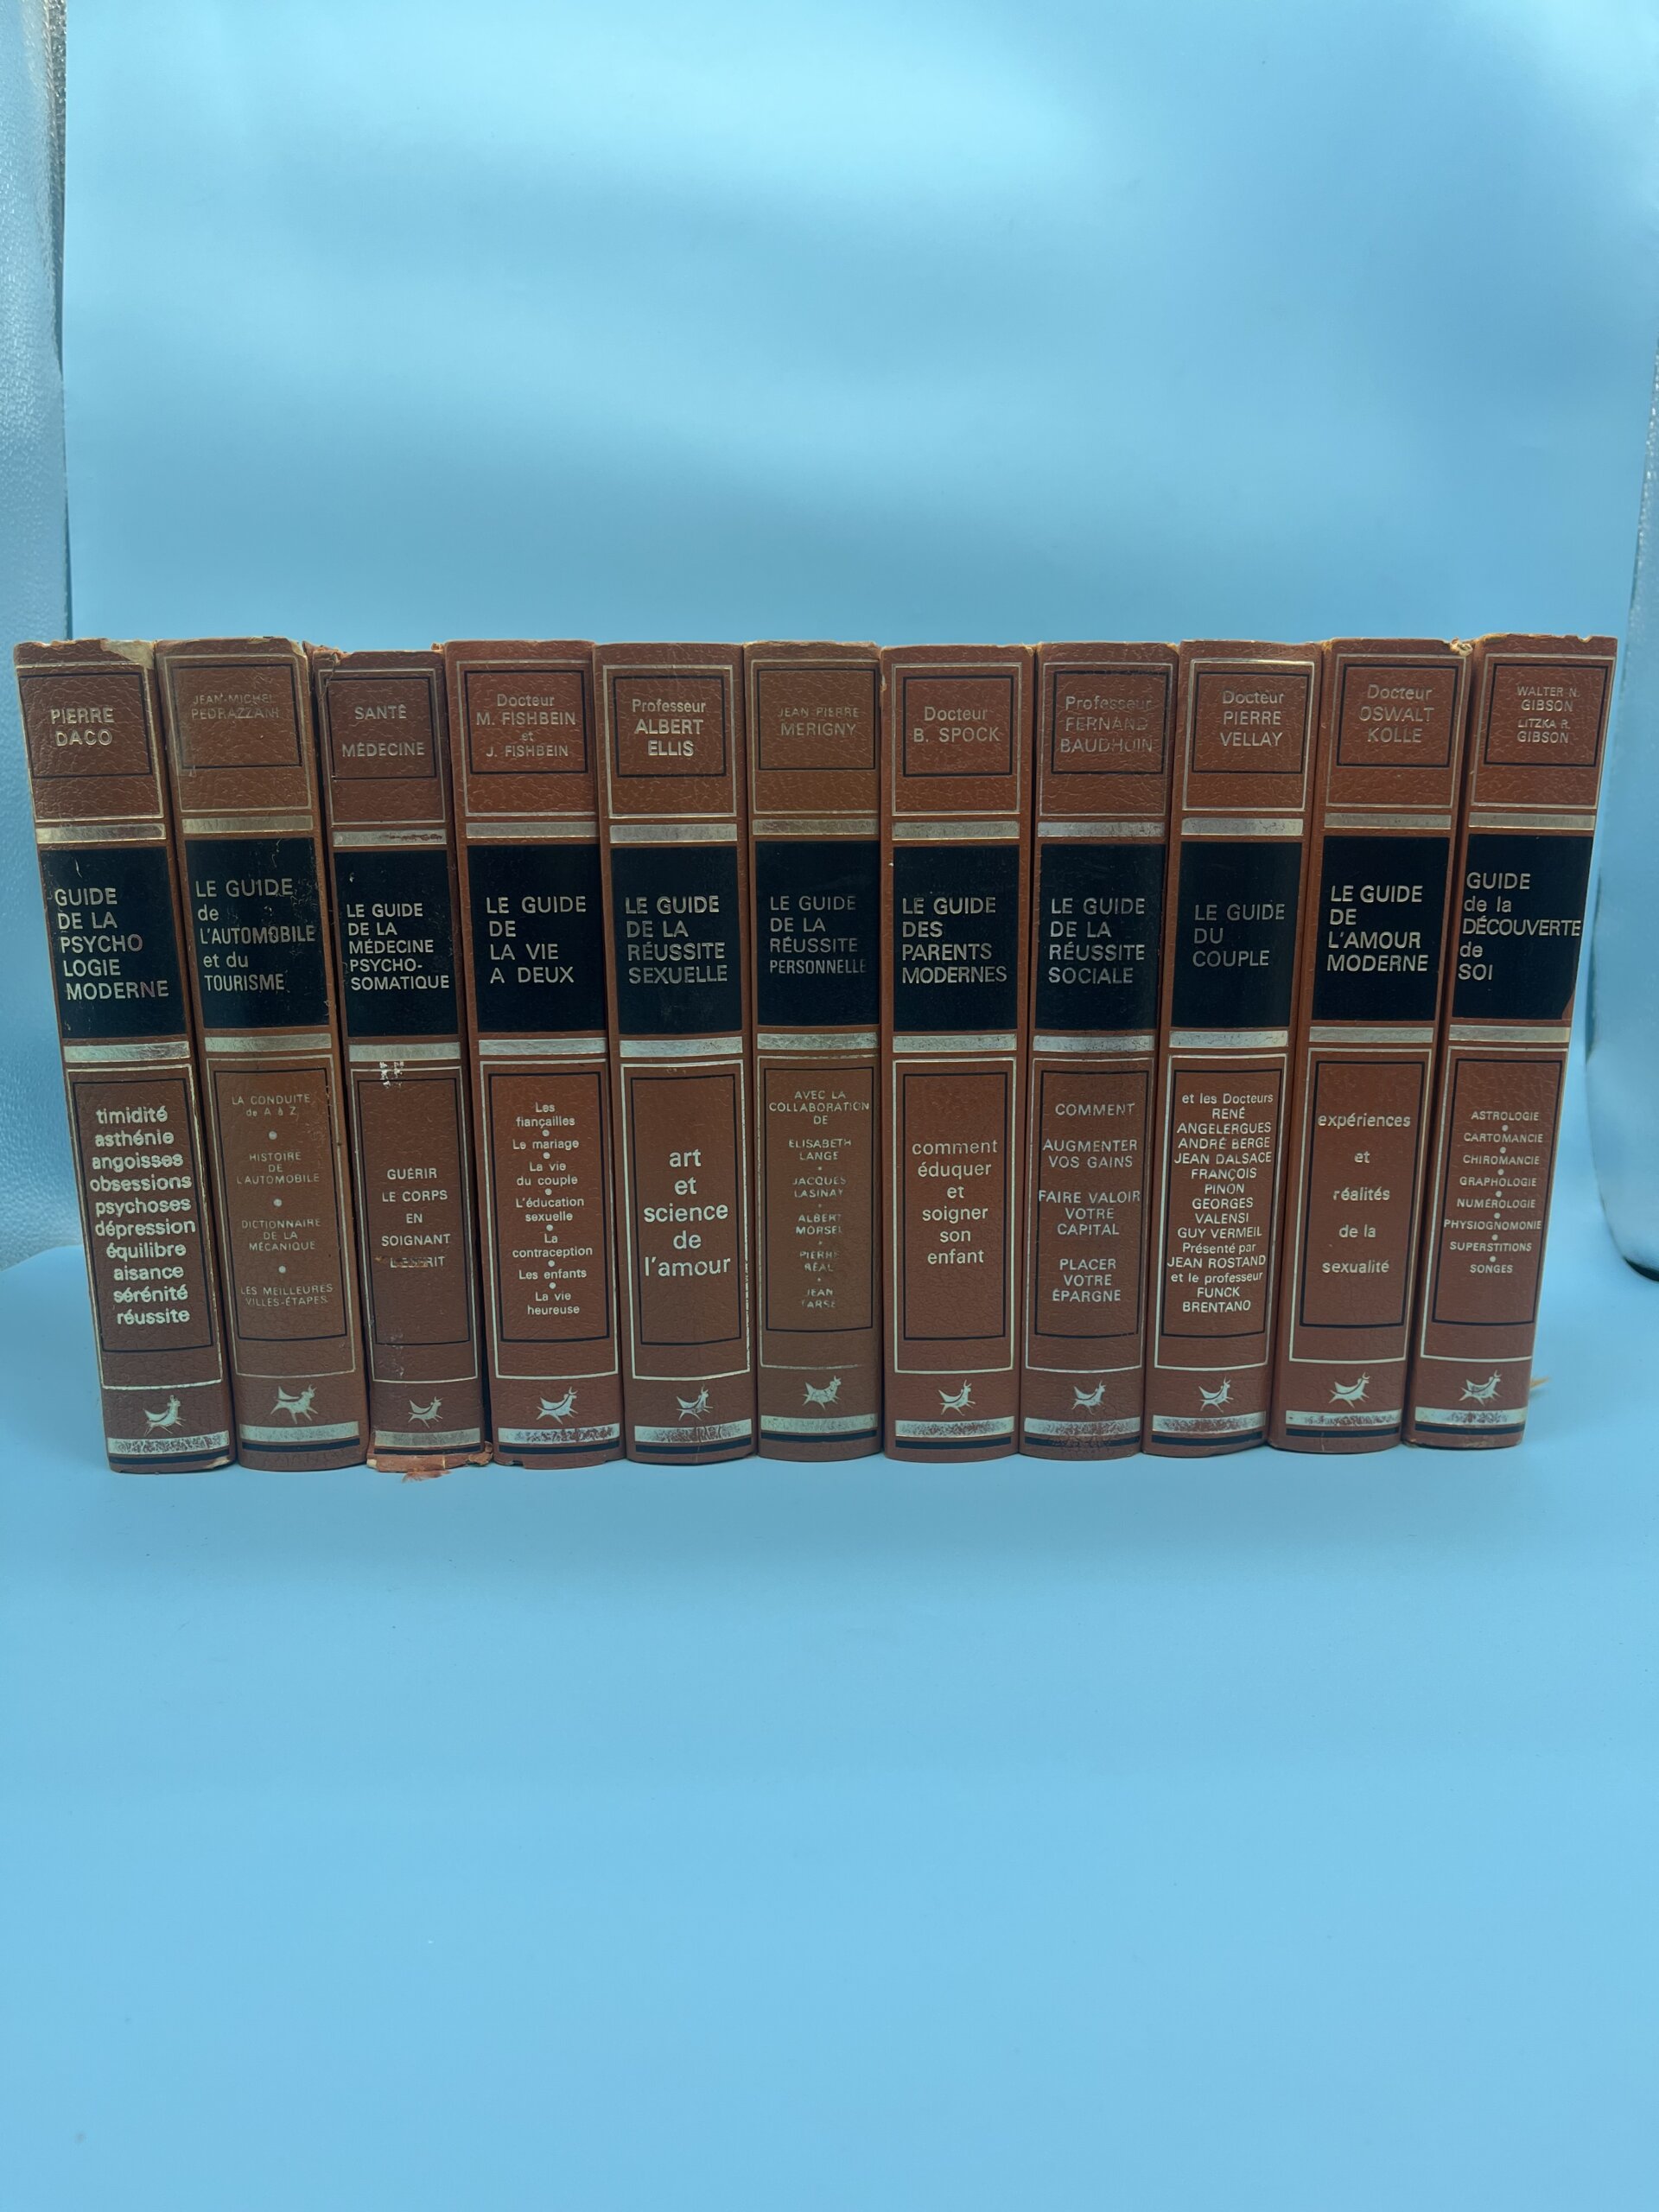 PIERRE
DACO
GUIDE
DE LA
PSYCHO
LOGIE
MODERNE
timidité
asthénie
angoisses
obsessions
psychoses
dépression
équilibre
aisance
sérénité
réussite
JEAN-MICHEL
PEDRAZZANI
LE GUIDE
de
L'AUTOMOBILE
et du
TOURISME
LA CONDUITE
de A à Z
HISTOIRE
DE
L'AUTOMOBILE
DICTIONNAIRE
DE LA
MÉCANIQUE
LES MEILLEURES
VILLES-ÉTAPES
SANTÉ
MÉDECINE
LE GUIDE
DE LA
MÉDECINE
PSYCHO-
SOMATIQUE
GUÉRIR
LE CORPS
EN
SOIGNANT
L'ESPRIT
Docteur
M. FISHBEIN
et
J. FISHBEIN
LE GUIDE
DE
LA VIE
A DEUX
Les
fiançailles
Le mariage
La vie
du couple
L'éducation
sexuelle
La
contraception
Les enfants
La vie
heureuse
Professeur
ALBERT
ELLIS
LE GUIDE
DE LA
RÉUSSITE
SEXUELLE
art
et
science
de
l'amour
JEAN PIERRE
MERIGNY
LE GUIDE
DE LA
RÉUSSITE
PERSONNELLE
AVEC LA
COLLABORATION
DE
ELISABETH
LANGE
JACQUES
LASINAY
ALBERT
MORSEL
PIERRE
RÉAL
JEAN
Docteur
B. SPOCK
LE GUIDE
DES
PARENTS
MODERNES
comment
éduquer
et
soigner
son
enfant
Professeur
FERNAND
BAUDHUIN
LE GUIDE
DE LA
RÉUSSITE
SOCIALE
COMMENT
AUGMENTER
VOS GAINS
FAIRE VALOIR
VOTRE
CAPITAL
PLACER
VOTRE
ÉPARGNE
Docteur
PIERRE
VELLAY
LE GUIDE
DU
COUPLE
et les Docteurs
RENÉ
ANGELERGUES
ANDRÉ BERGE
JEAN DALSACE
FRANÇOIS
PINON
GEORGES
VALENSI
GUY VERMEIL
Présenté par
JEAN ROSTAND
et le professeur
FUNCK
BRENTANO
Docteur
OSWALT
KOLLE
LE GUIDE
DE
L'AMOUR
MODERNE
expériences
et
réalités
de la
sexualité
WALTER N.
GIBSON
LITZKA R.
GIBSON
GUIDE
de la
DÉCOUVERTE
de
SOI
ASTROLOGIE
CARTOMANCIE
CHIROMANCIE
GRAPHOLOGIE
NUMÉROLOGIE
PHYSIOGNOMONIE
SUPERSTITIONS
SONGES